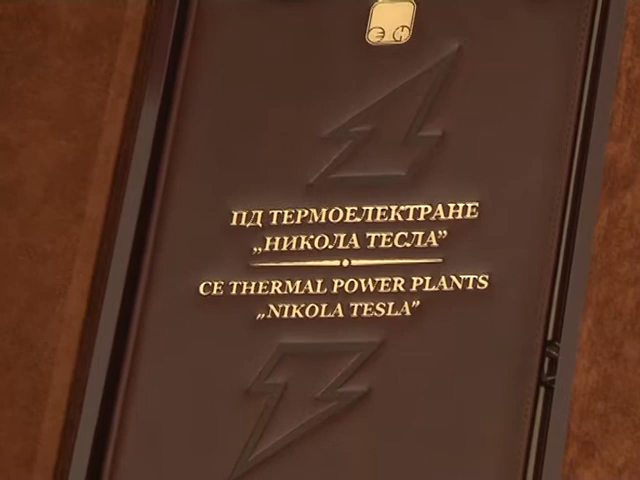 ПД ТЕРМОЕЛЕКТРАНЕ
„НИКОЛА ТЕСЛА”
CE THERMAL POWER PLANTS
„NIKOLA TESLA”